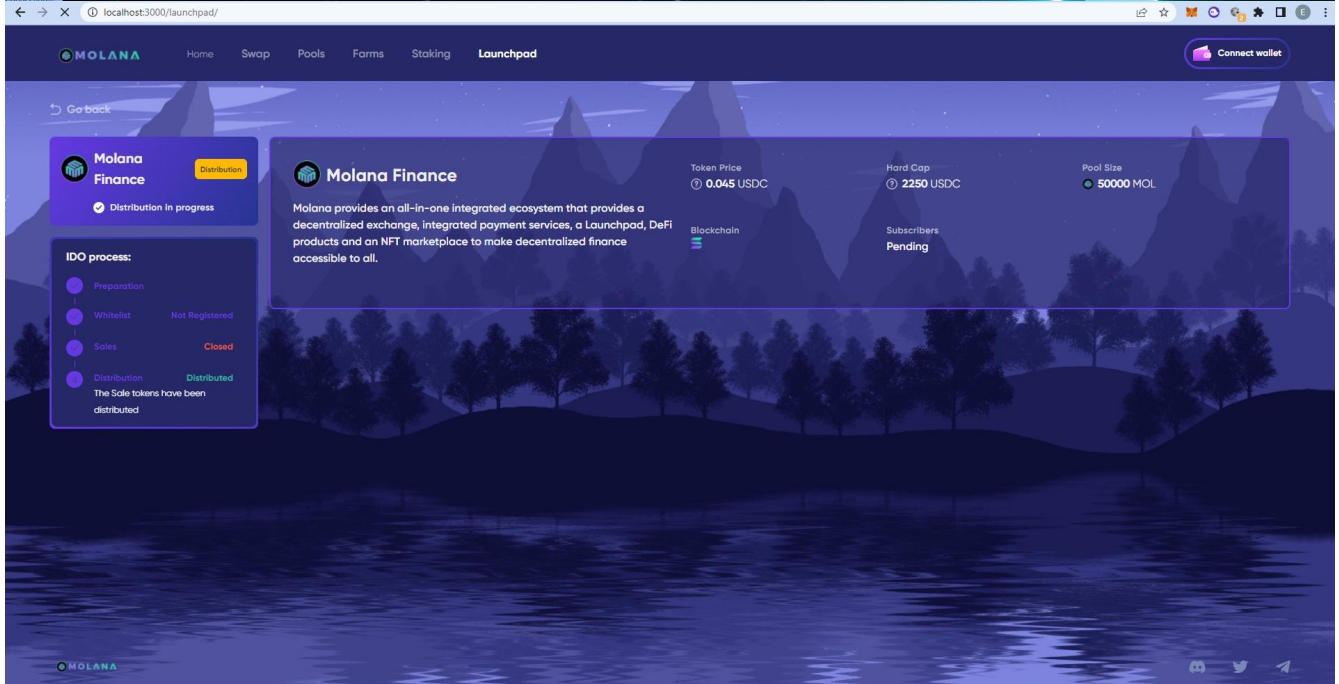 localhost:3000/launchpad/
MOLANA Home Swap Pools Farms Staking Launchpad Connect wallet
Go back
Molana
Finance
Distribution
Distribution in progress
IDO process:
Preparation
Whitelist Not Registered
Sales Closed
4 Distribution Distributed
The Sale tokens have been
distributed
Molana Finance
Molana provides an all-in-one integrated ecosystem that provides a
decentralized exchange, integrated payment services, a Launchpad, DeFi
products and an NFT marketplace to make decentralized finance
accessible to all.
Token Price
? 0.045 USDC
Hard Cap
? 2250 USDC
Pool Size
50000 MOL
Blockchain
Subscribers
Pending
MOLANA